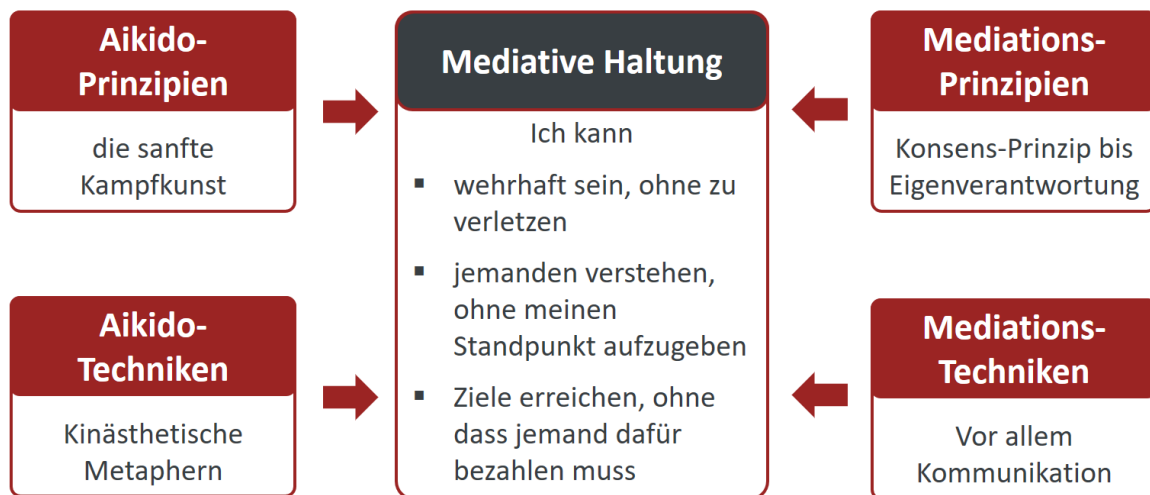 Aikido-
Prinzipien
die sanfte
Kampfkunst
Aikido-
Techniken
Kinästhetische
Metaphern
Mediative Haltung
Ich kann
▪ wehrhaft sein, ohne zu
verletzen
▪ jemanden verstehen,
ohne meinen
Standpunkt aufzugeben
▪ Ziele erreichen, ohne
dass jemand dafür
bezahlen muss
Mediations-
Prinzipien
Konsens-Prinzip bis
Eigenverantwortung
Mediations-
Techniken
Vor allem
Kommunikation